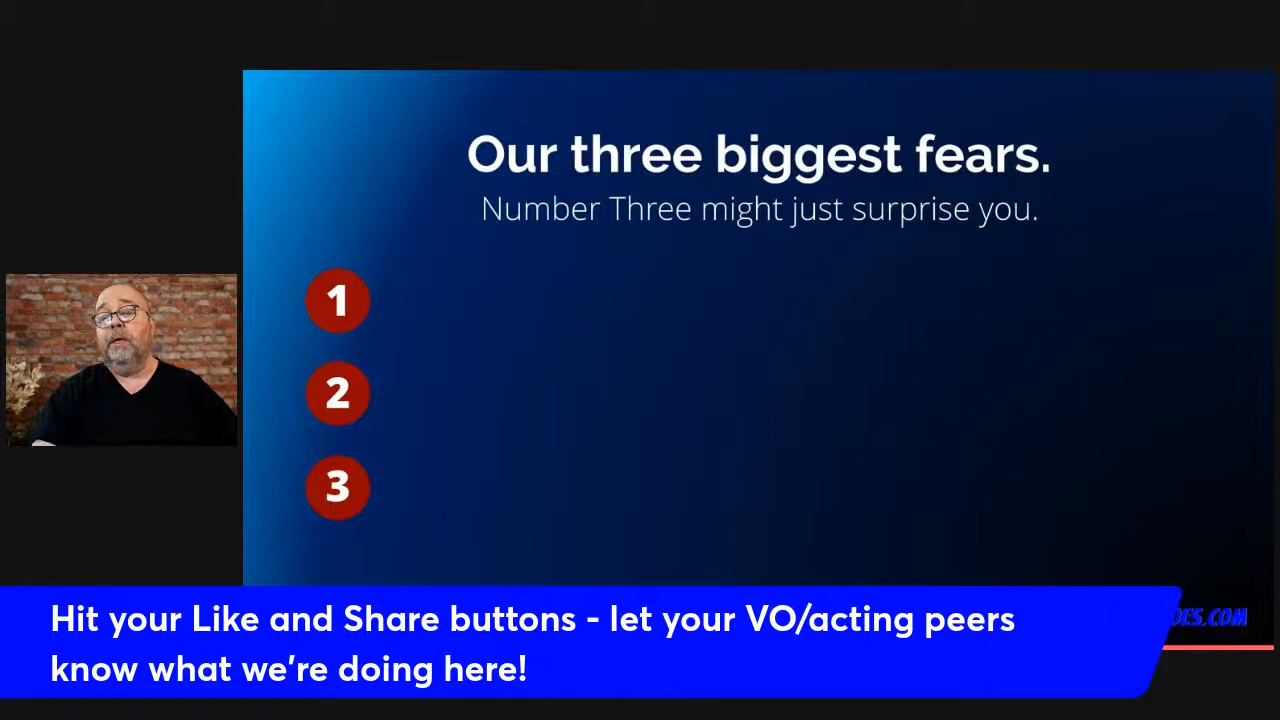 Our three biggest fears.
Number Three might just surprise you.
1
2
3
Hit your Like and Share buttons - let your VO/acting peers
know what we're doing here!